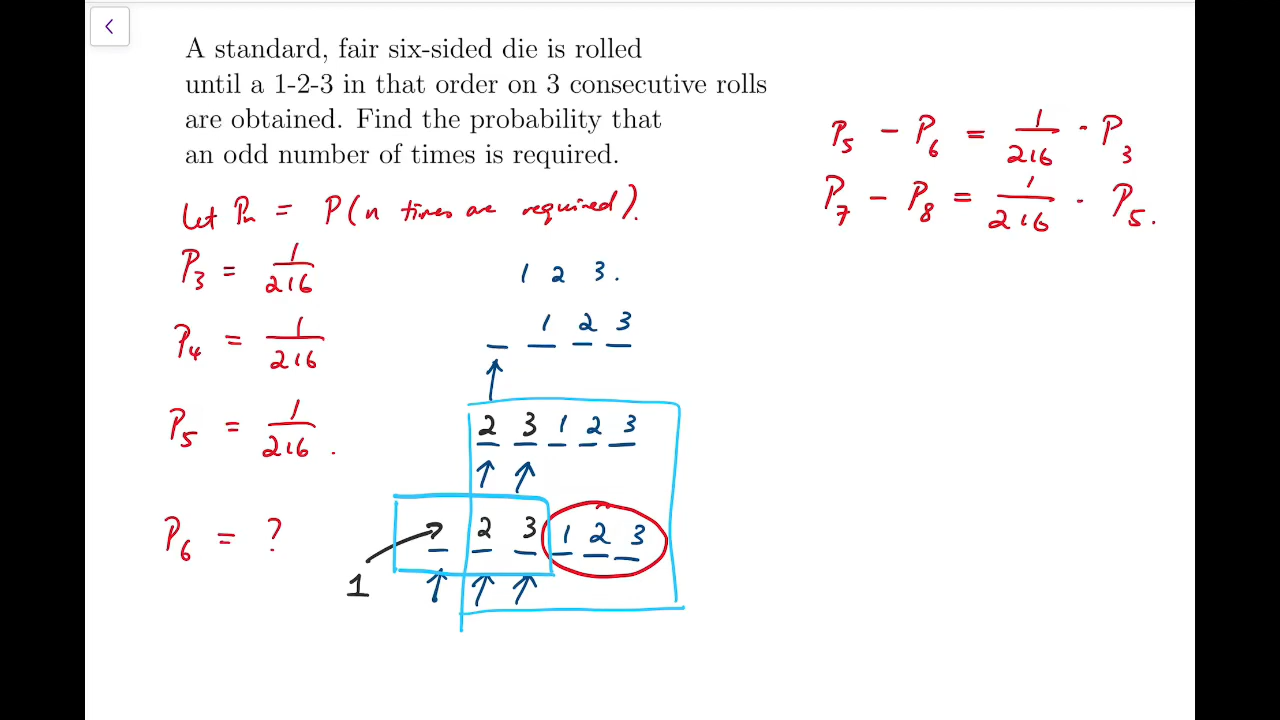 A standard, fair six-sided die is rolled
until a 1-2-3 in that order on 3 consecutive rolls
are obtained. Find the probability that
an odd number of times is required.
Let Pn = P(n times are required).
P3 = 1/216
1 2 3.
P4 = 1/216
_ 1 2 3
P5 = 1/216.
2 3 1 2 3
P6 = ?
_ 2 3 1 2 3
1
P5 - P6 = 1/216 · P3
P7 - P8 = 1/216 · P5.